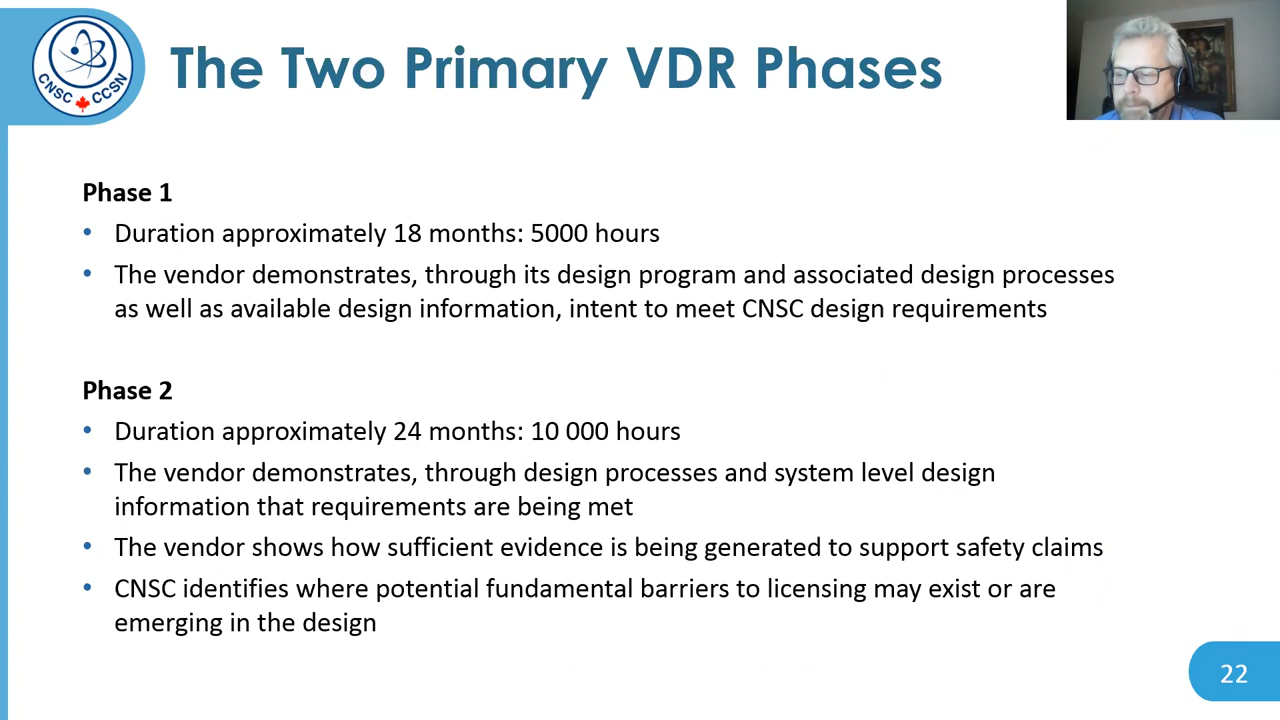 The Two Primary VDR Phases
CNSC CCSN
Phase 1
• Duration approximately 18 months: 5000 hours
• The vendor demonstrates, through its design program and associated design processes
as well as available design information, intent to meet CNSC design requirements
Phase 2
• Duration approximately 24 months: 10 000 hours
• The vendor demonstrates, through design processes and system level design
information that requirements are being met
• The vendor shows how sufficient evidence is being generated to support safety claims
• CNSC identifies where potential fundamental barriers to licensing may exist or are
emerging in the design
22